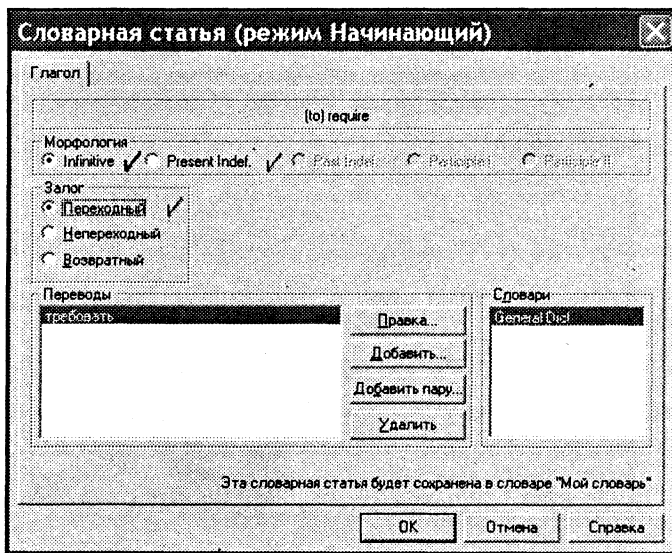 Словарная статья (режим Начинающий)
Глагол
(to) require
Морфология
Infinitive Present Indef. Past Indef. Participle I Participle II
Залог
Переходный
Непереходный
Возвратный
Переводы Словари
требовать General Dict
Правка...
Добавить...
Добавить пару...
Удалить
Эта словарная статья будет сохранена в словаре "Мой словарь"
OK Отмена Справка